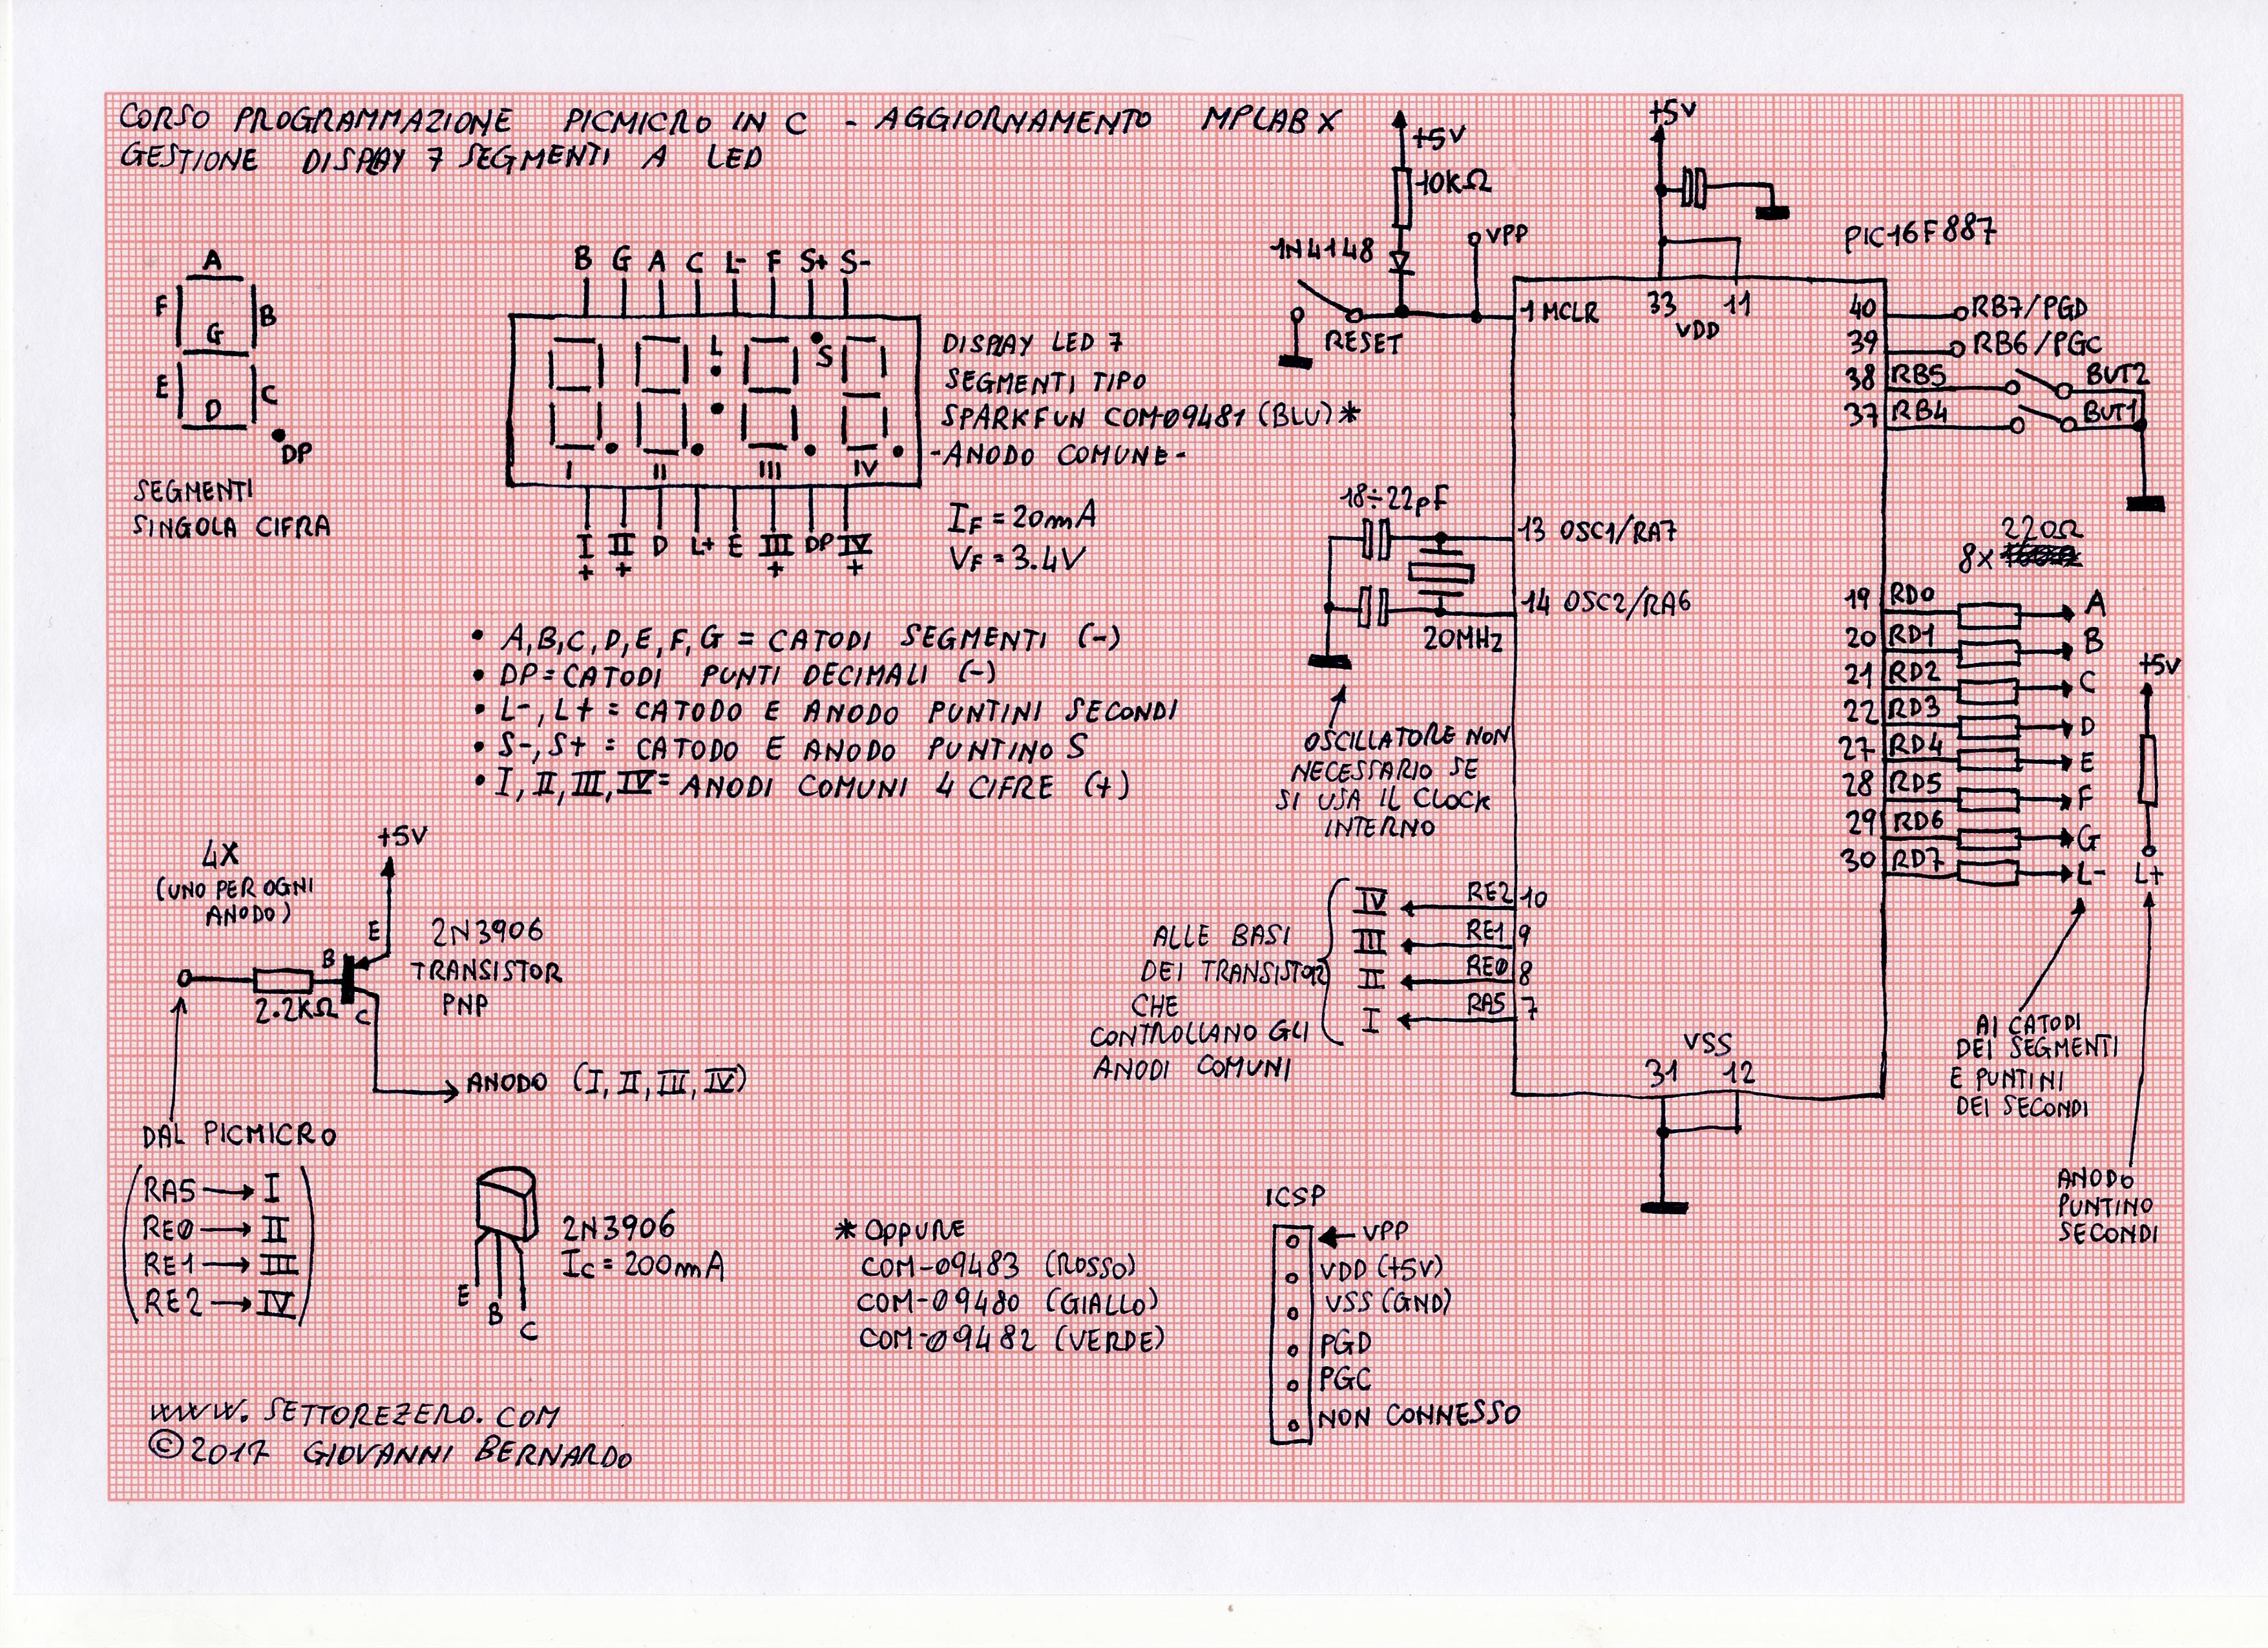 CORSO PROGRAMMAZIONE PICMICRO IN C - AGGIORNAMENTO MPLAB X
GESTIONE DISPLAY 7 SEGMENTI A LED
A
F
B
G
E
C
D
DP
SEGMENTI
SINGOLA CIFRA
B G A C L- F S+ S-
L
S
I II III IV
I II D L+ E III DP IV
+ + + +
DISPLAY LED 7
SEGMENTI TIPO
SPARKFUN COM-09481 (BLU)*
-ANODO COMUNE-
IF = 20mA
VF = 3.4V
• A,B,C,D,E,F,G = CATODI SEGMENTI (-)
• DP = CATODI PUNTI DECIMALI (-)
• L-, L+ = CATODO E ANODO PUNTINI SECONDI
• S-, S+ = CATODO E ANODO PUNTINO S
• I, II, III, IV = ANODI COMUNI 4 CIFRE (+)
4X
(UNO PER OGNI
ANODO)
+5V
E
B
C
2.2KΩ
2N3906
TRANSISTOR
PNP
ANODO (I, II, III, IV)
DAL PICMICRO
RA5 → I
RE0 → II
RE1 → III
RE2 → IV
2N3906
IC = 200mA
E
B
C
* OPPURE
COM-09483 (ROSSO)
COM-09480 (GIALLO)
COM-09482 (VERDE)
WWW.SETTOREZERO.COM
© 2017 GIOVANNI BERNARDO
+5V
10KΩ
1N4148
VPP
RESET
1 MCLR
+5V
33 11
VDD
PIC16F887
40 RB7/PGD
39 RB6/PGC
38 RB5 BUT2
37 RB4 BUT1
18÷22pF
13 OSC1/RA7
14 OSC2/RA6
20MHz
OSCILLATORE NON
NECESSARIO SE
SI USA IL CLOCK
INTERNO
220Ω
8X
19 RD0 A
20 RD1 B
21 RD2 C
22 RD3 D
27 RD4 E
28 RD5 F
29 RD6 G
30 RD7 L-
+5V
L+
IV RE2 10
III RE1 9
II RE0 8
I RA5 7
ALLE BASI
DEI TRANSISTOR
CHE
CONTROLLANO GLI
ANODI COMUNI
VSS
31 12
AI CATODI
DEI SEGMENTI
E PUNTINI
DEI SECONDI
ANODO
PUNTINO
SECONDI
ICSP
VPP
VDD (+5V)
VSS (GND)
PGD
PGC
NON CONNESSO